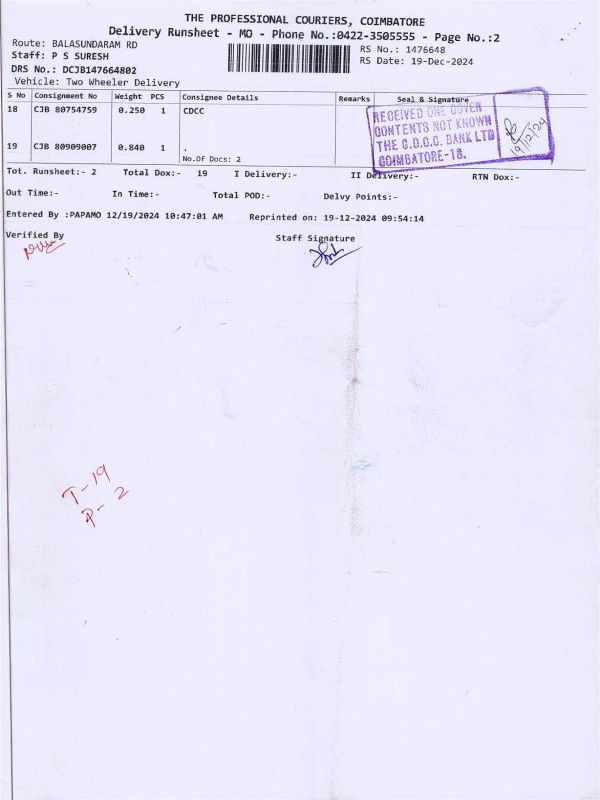 THE PROFESSIONAL COURIERS, COIMBATORE
Delivery Runsheet - MO - Phone No.:0422-3505555 - Page No.:2
Route: BALASUNDARAM RD
RS No.: 1476648
Staff: P S SURESH
RS Date: 19-Dec-2024
DRS No.: DCJB147664802
Vehicle: Two Wheeler Delivery
S No Consignment No Weight PCS Consignee Details Remarks Seal & Signature
18 CJB 80754759 0.250 1 CDCC
RECEIVED ONE COVER
CONTENTS NOT KNOWN
THE C.D.C.C. BANK LTD
COIMBATORE-18.
19/12/24
19 CJB 80909007 0.840 1 .
No.Of Docs: 2
Tot. Runsheet:- 2 Total Dox:- 19 I Delivery:- II Delivery:- RTN Dox:-
Out Time:- In Time:- Total POD:- Delvy Points:-
Entered By :PAPAMO 12/19/2024 10:47:01 AM Reprinted on: 19-12-2024 09:54:14
Verified By Staff Signature
T- 19
P- 2